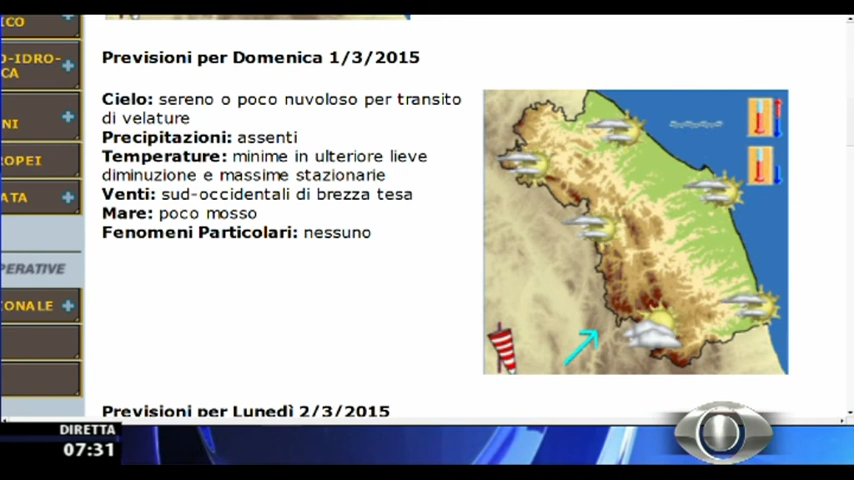 ICO
O-IDRO-
CA
NI
ROPEI
ATA
PERATIVE
IONALE
Previsioni per Domenica 1/3/2015
Cielo: sereno o poco nuvoloso per transito
di velature
Precipitazioni: assenti
Temperature: minime in ulteriore lieve
diminuzione e massime stazionarie
Venti: sud-occidentali di brezza tesa
Mare: poco mosso
Fenomeni Particolari: nessuno
Previsioni per Lunedì 2/3/2015
DIRETTA
07:31